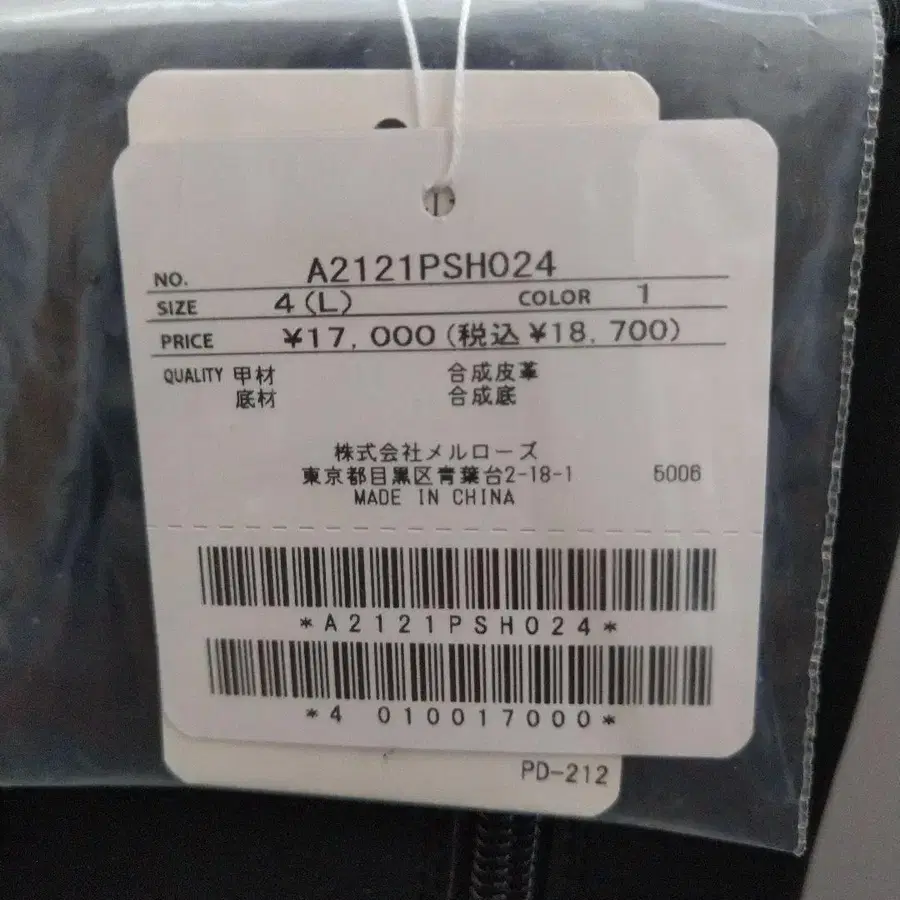 NO. A2121PSH024
SIZE 4(L) COLOR 1
PRICE ¥17,000(税込¥18,700)
QUALITY 甲材 合成皮革
底材 合成底
株式会社メルローズ
東京都目黒区青葉台2-18-1 5006
MADE IN CHINA
*A2121PSH024*
*4 010017000*
PD-212